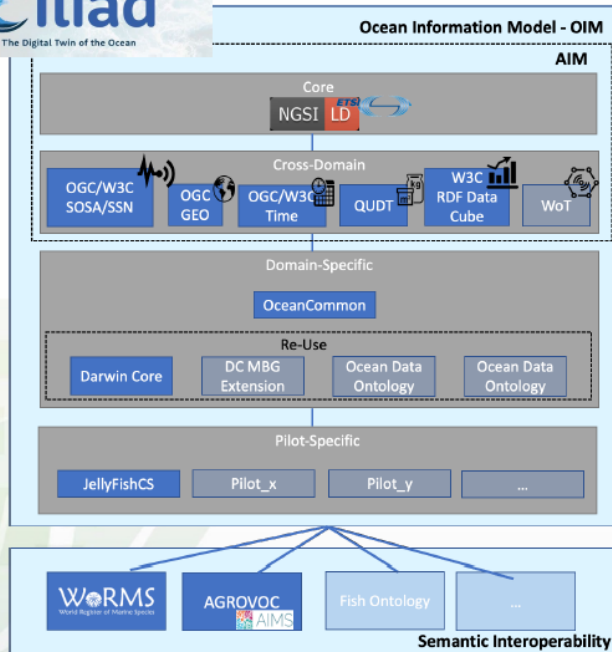 iliad
The Digital Twin of the Ocean
Ocean Information Model - OIM
AIM
Core
NGSI LD ETSI
Cross-Domain
OGC/W3C
SOSA/SSN
OGC
GEO
OGC/W3C
Time
QUDT
kg
W3C
RDF Data
Cube
WoT
Domain-Specific
OceanCommon
Re-Use
Darwin Core
DC MBG
Extension
Ocean Data
Ontology
Ocean Data
Ontology
Pilot-Specific
JellyFishCS
Pilot_x
Pilot_y
...
WoRMS
World Register of Marine Species
AGROVOC
AIMS
Fish Ontology
...
Semantic Interoperability